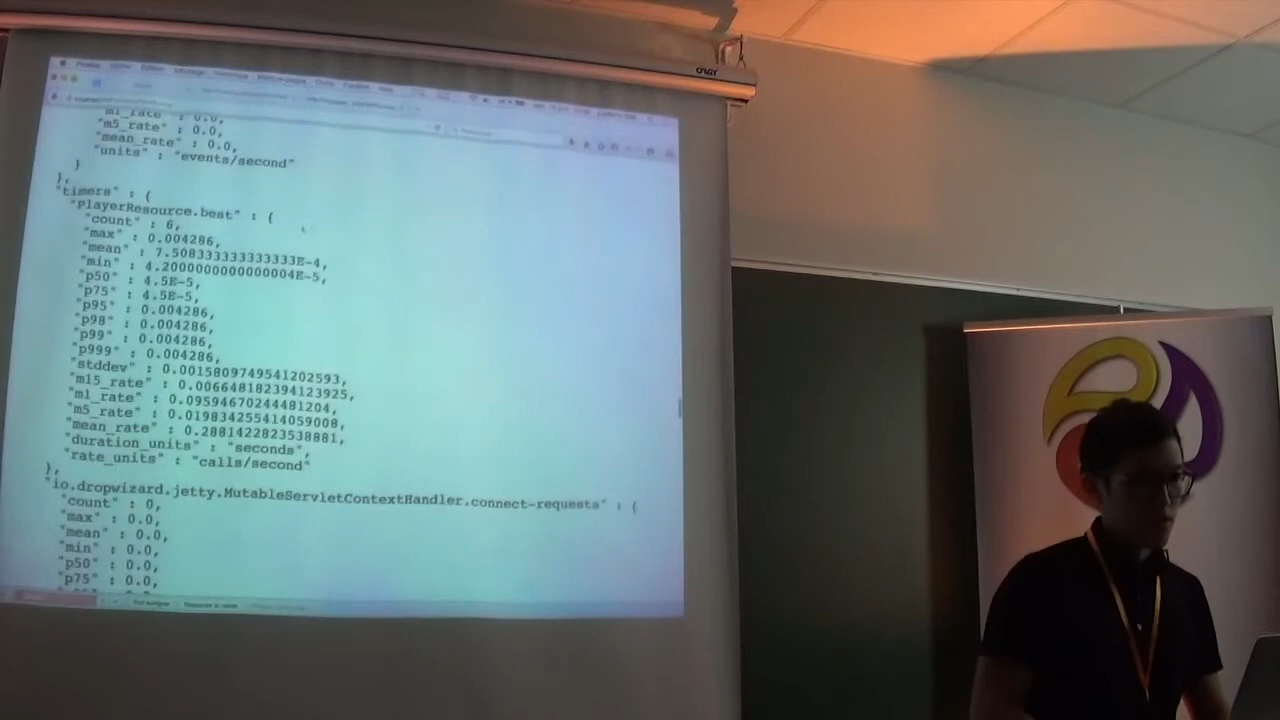 ORAY
"m1_rate" : 0.0,
"m5_rate" : 0.0,
"mean_rate" : 0.0,
"units" : "events/second"
}
},
"timers" : {
"PlayerResource.best" : {
"count" : 6,
"max" : 0.004286,
"mean" : 7.508333333333333E-4,
"min" : 4.2000000000000004E-5,
"p50" : 4.5E-5,
"p75" : 4.5E-5,
"p95" : 0.004286,
"p98" : 0.004286,
"p99" : 0.004286,
"p999" : 0.004286,
"stddev" : 0.0015809749541202593,
"m15_rate" : 0.006648182394123925,
"m1_rate" : 0.09594670244481204,
"m5_rate" : 0.019834255414059008,
"mean_rate" : 0.2881422823538881,
"duration_units" : "seconds",
"rate_units" : "calls/second"
},
"io.dropwizard.jetty.MutableServletContextHandler.connect-requests" : {
"count" : 0,
"max" : 0.0,
"mean" : 0.0,
"min" : 0.0,
"p50" : 0.0,
"p75" : 0.0,